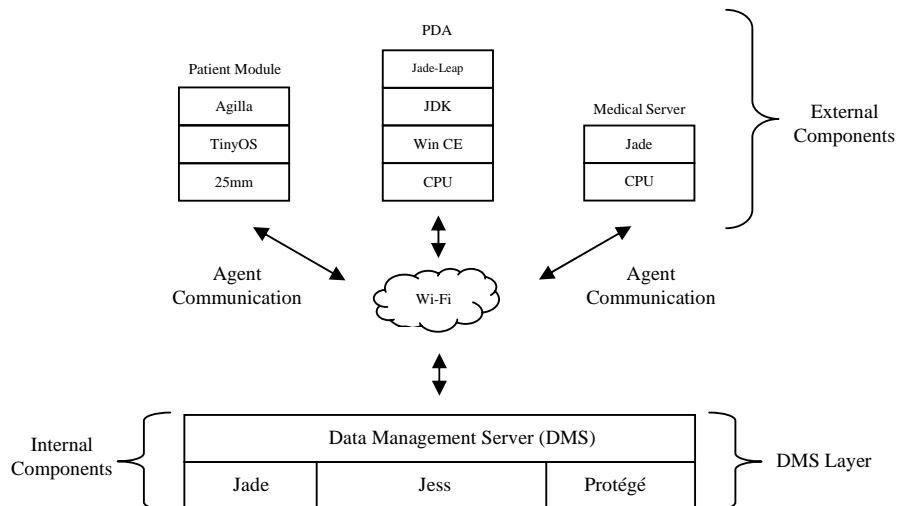 PDA
Jade-Leap
JDK
Win CE
CPU
Patient Module
Agilla
TinyOS
25mm
Medical Server
Jade
CPU
External
Components
Agent
Communication
Wi-Fi
Agent
Communication
Internal
Components
Data Management Server (DMS)
Jade
Jess
Protégé
DMS Layer